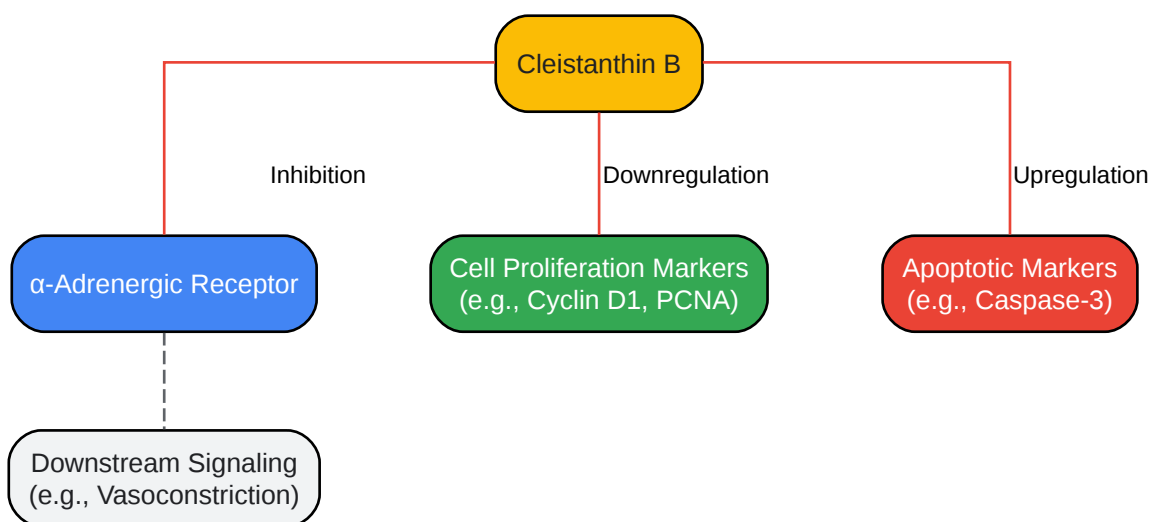 Cleistanthin B
Inhibition
Downregulation
Upregulation
α-Adrenergic Receptor
Cell Proliferation Markers
(e.g., Cyclin D1, PCNA)
Apoptotic Markers
(e.g., Caspase-3)
Downstream Signaling
(e.g., Vasoconstriction)